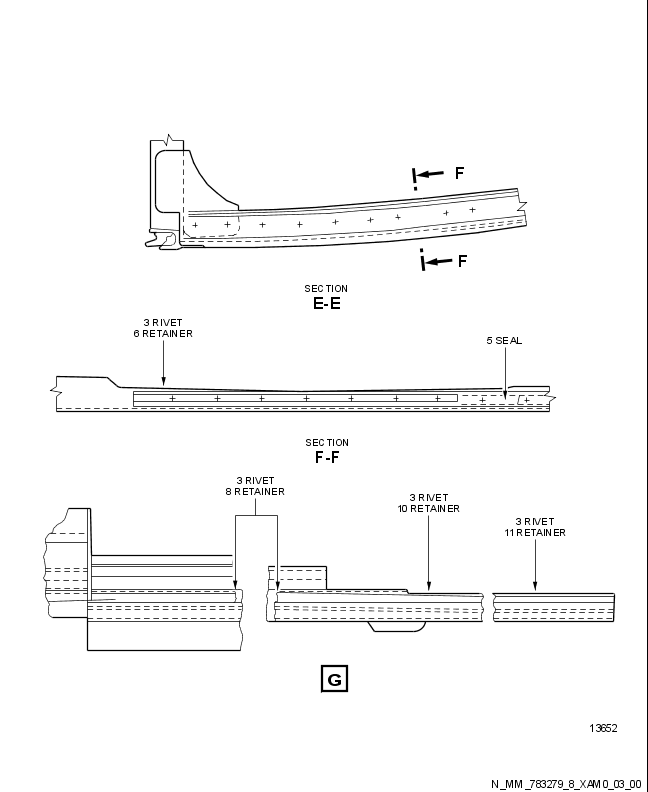 F
F
SECTION
E-E
3 RIVET
6 RETAINER
5 SEAL
SECTION
F-F
3 RIVET
8 RETAINER
3 RIVET
10 RETAINER
3 RIVET
11 RETAINER
G
13652
N_MM_783279_8_XAM0_03_00